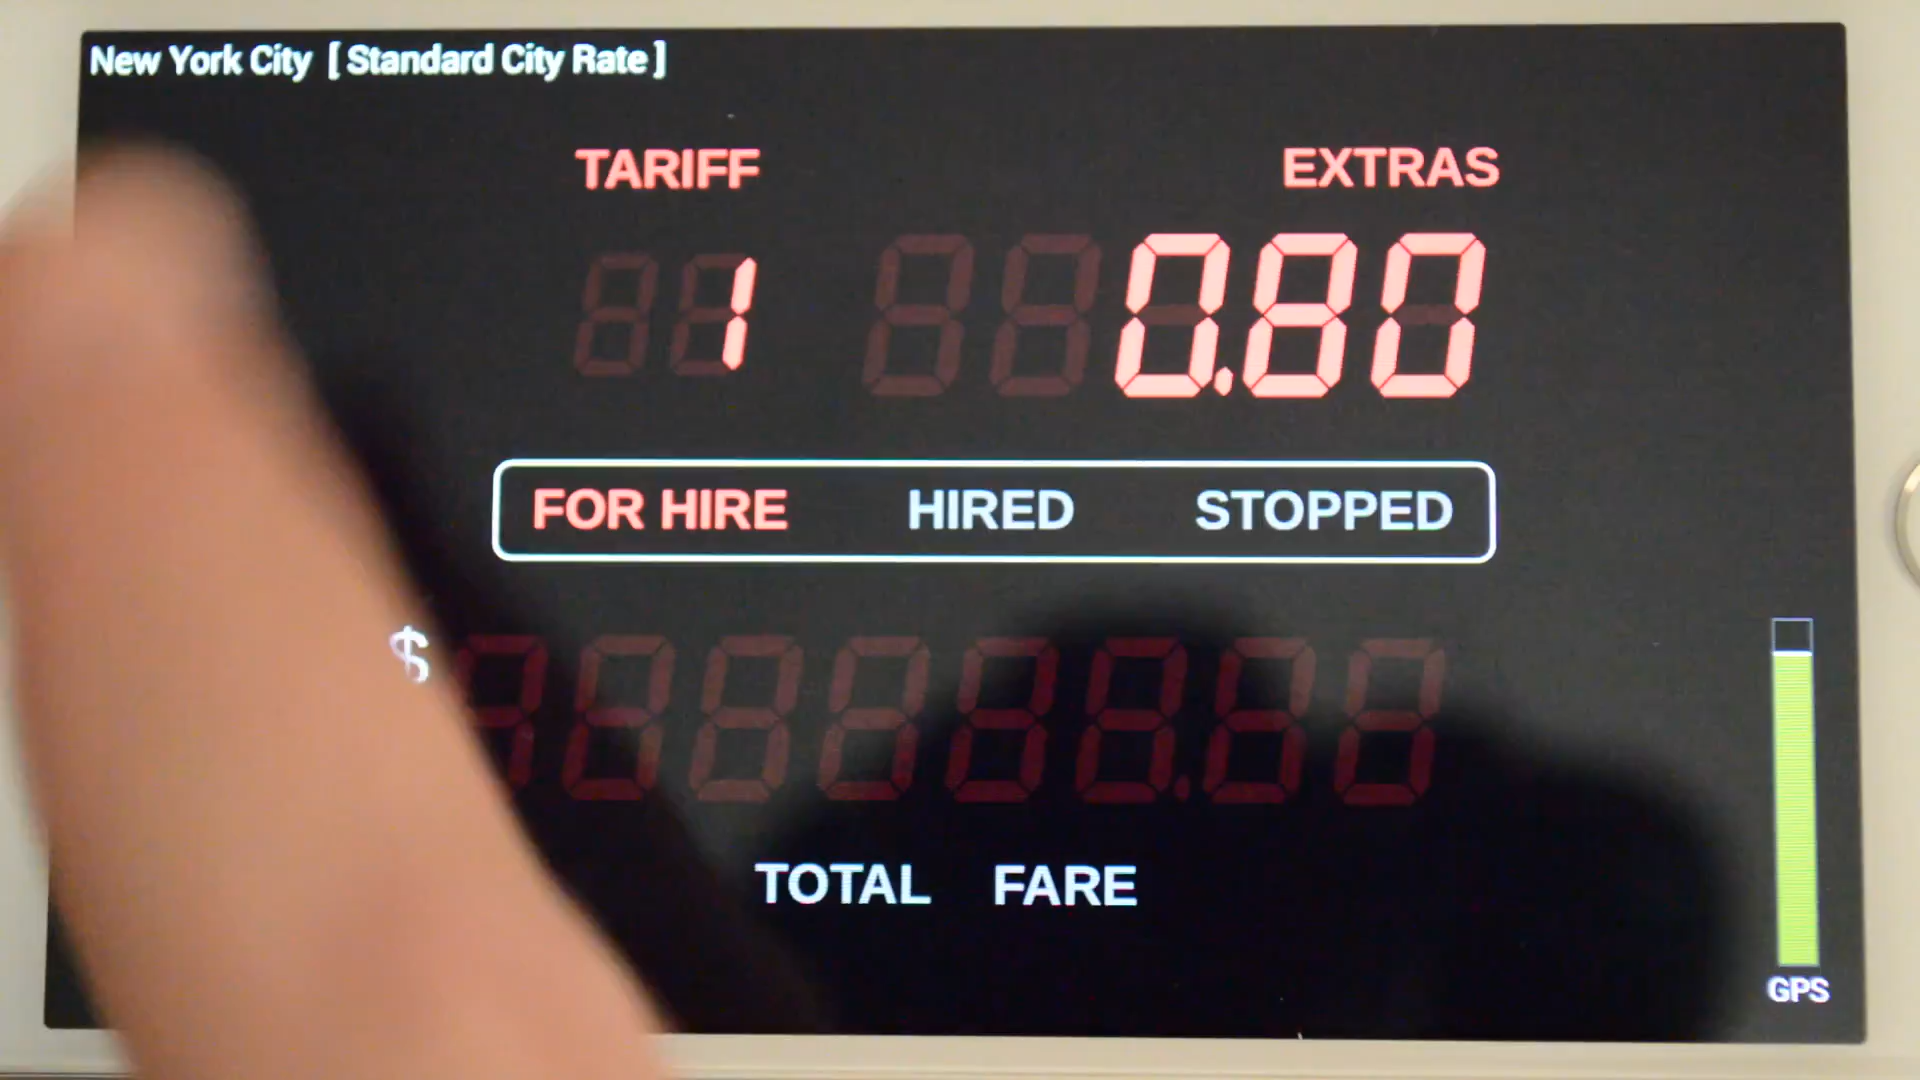 New York City [ Standard City Rate ]
TARIFF EXTRAS
1 0.80
FOR HIRE HIRED STOPPED
$
TOTAL FARE
GPS